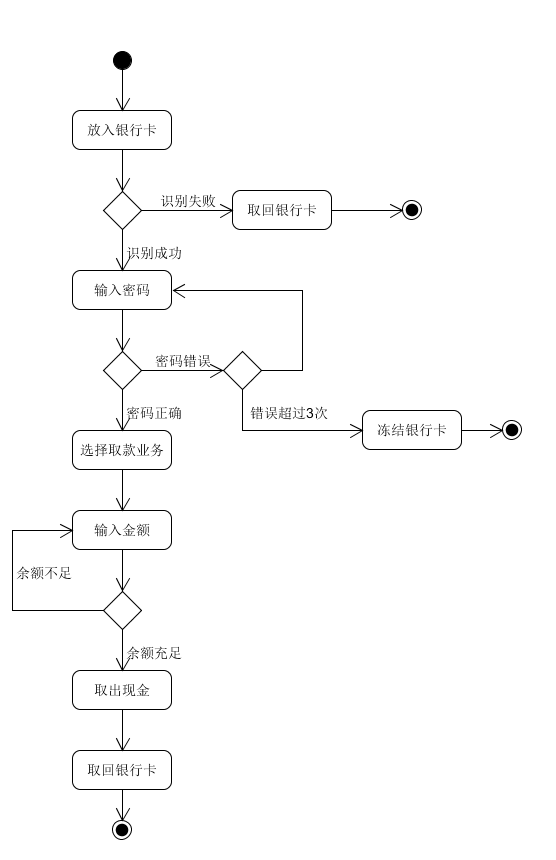 放入银行卡
识别失败
取回银行卡
识别成功
输入密码
密码错误
密码正确
错误超过3次
冻结银行卡
选择取款业务
输入金额
余额不足
余额充足
取出现金
取回银行卡